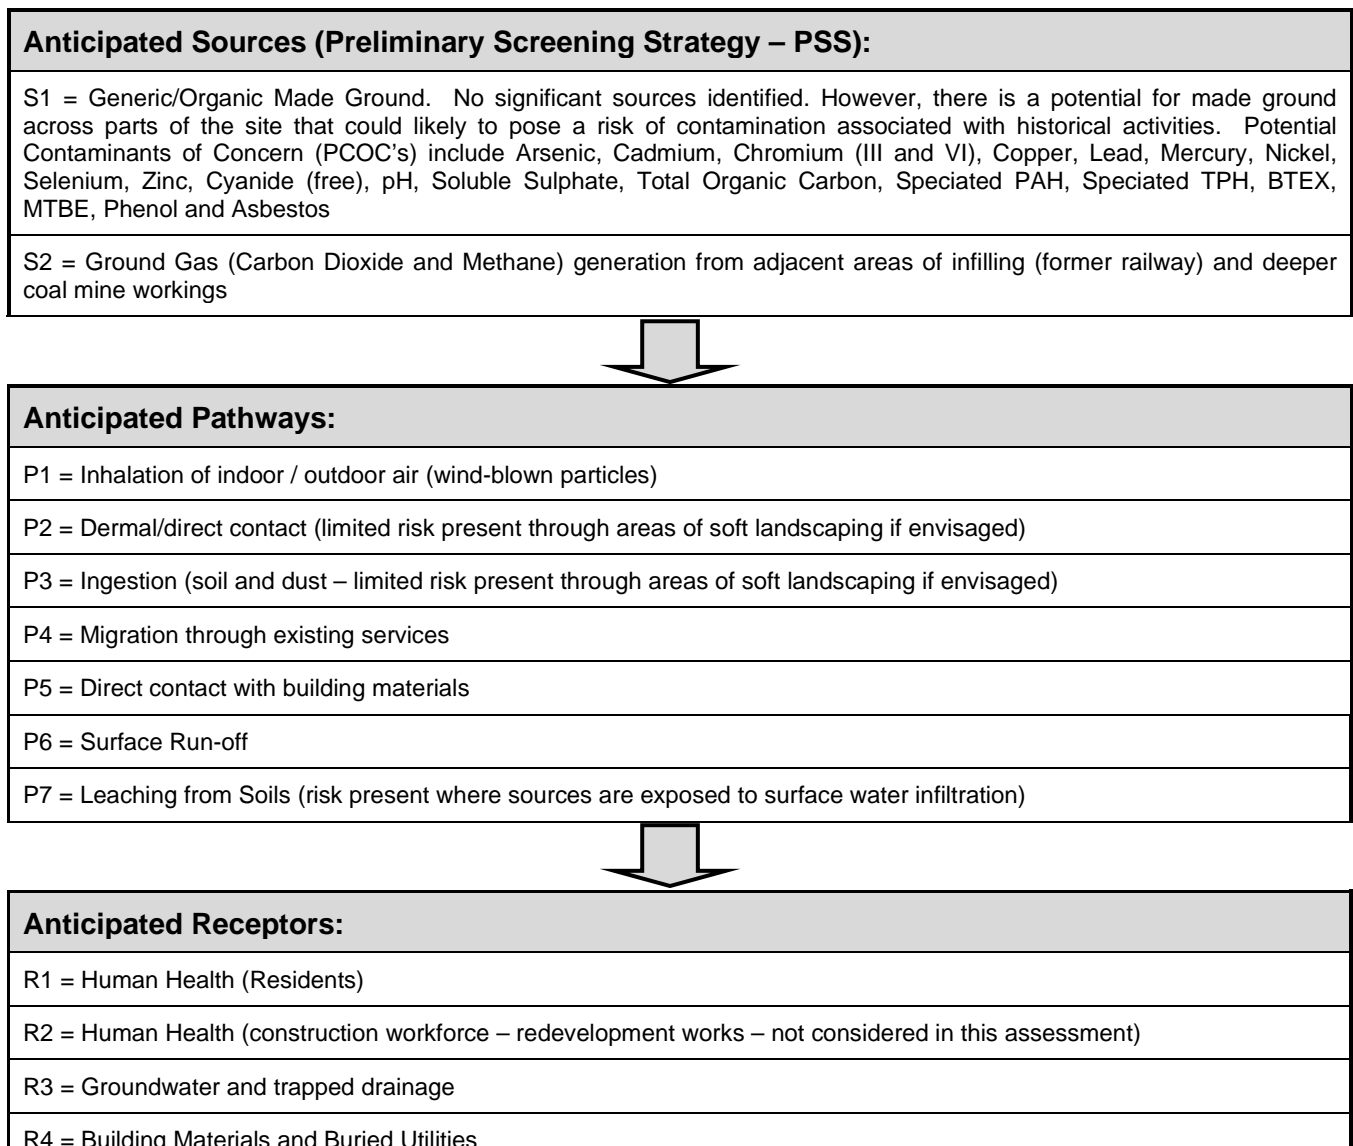 Anticipated Sources (Preliminary Screening Strategy – PSS):
S1 = Generic/Organic Made Ground. No significant sources identified. However, there is a potential for made ground
across parts of the site that could likely to pose a risk of contamination associated with historical activities. Potential
Contaminants of Concern (PCOC's) include Arsenic, Cadmium, Chromium (III and VI), Copper, Lead, Mercury, Nickel,
Selenium, Zinc, Cyanide (free), pH, Soluble Sulphate, Total Organic Carbon, Speciated PAH, Speciated TPH, BTEX,
MTBE, Phenol and Asbestos
S2 = Ground Gas (Carbon Dioxide and Methane) generation from adjacent areas of infilling (former railway) and deeper
coal mine workings
Anticipated Pathways:
P1 = Inhalation of indoor / outdoor air (wind-blown particles)
P2 = Dermal/direct contact (limited risk present through areas of soft landscaping if envisaged)
P3 = Ingestion (soil and dust – limited risk present through areas of soft landscaping if envisaged)
P4 = Migration through existing services
P5 = Direct contact with building materials
P6 = Surface Run-off
P7 = Leaching from Soils (risk present where sources are exposed to surface water infiltration)
Anticipated Receptors:
R1 = Human Health (Residents)
R2 = Human Health (construction workforce – redevelopment works – not considered in this assessment)
R3 = Groundwater and trapped drainage
R4 = Building Materials and Buried Utilities